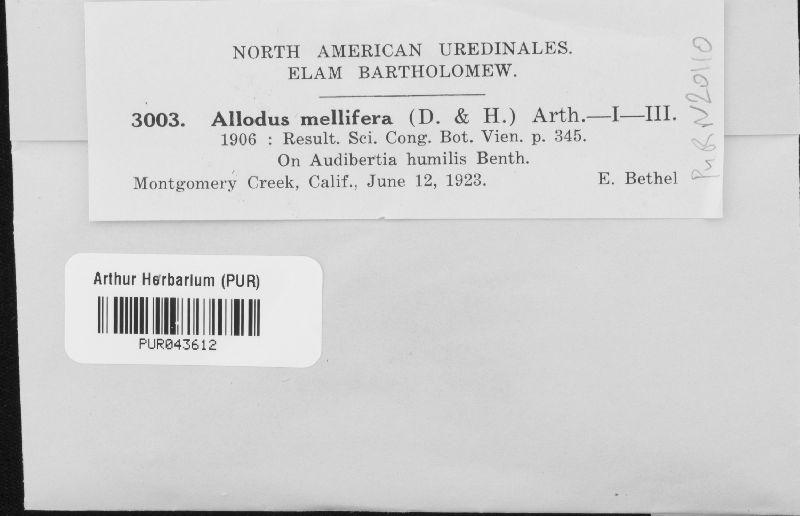 NORTH AMERICAN UREDINALES.
ELAM BARTHOLOMEW.
3003. Allodus mellifera (D. & H.) Arth.—I—III.
1906 : Result. Sci. Cong. Bot. Vien. p. 345.
On Audibertia humilis Benth.
Montgomery Creek, Calif., June 12, 1923. E. Bethel
PUR N20110
Arthur Herbarium (PUR)
PUR043612